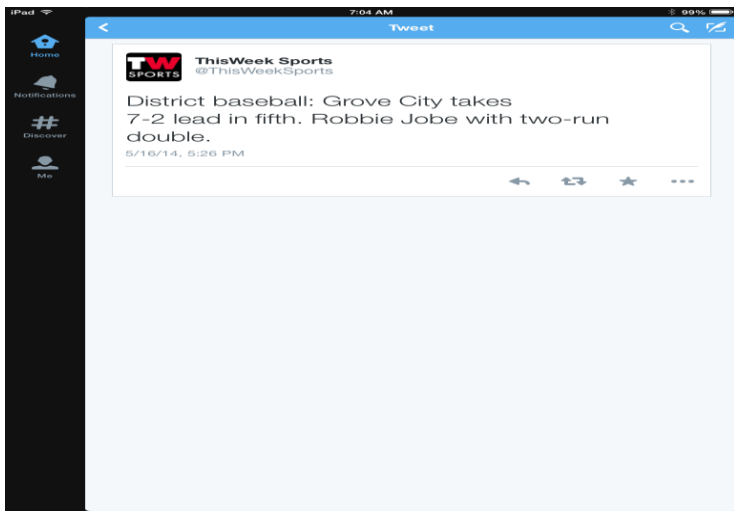 iPad 7:04 AM 99%
Tweet
Home
Notifications
Discover
Me
TW
SPORTS
ThisWeek Sports
@ThisWeekSports
District baseball: Grove City takes
7-2 lead in fifth. Robbie Jobe with two-run
double.
5/16/14, 5:26 PM